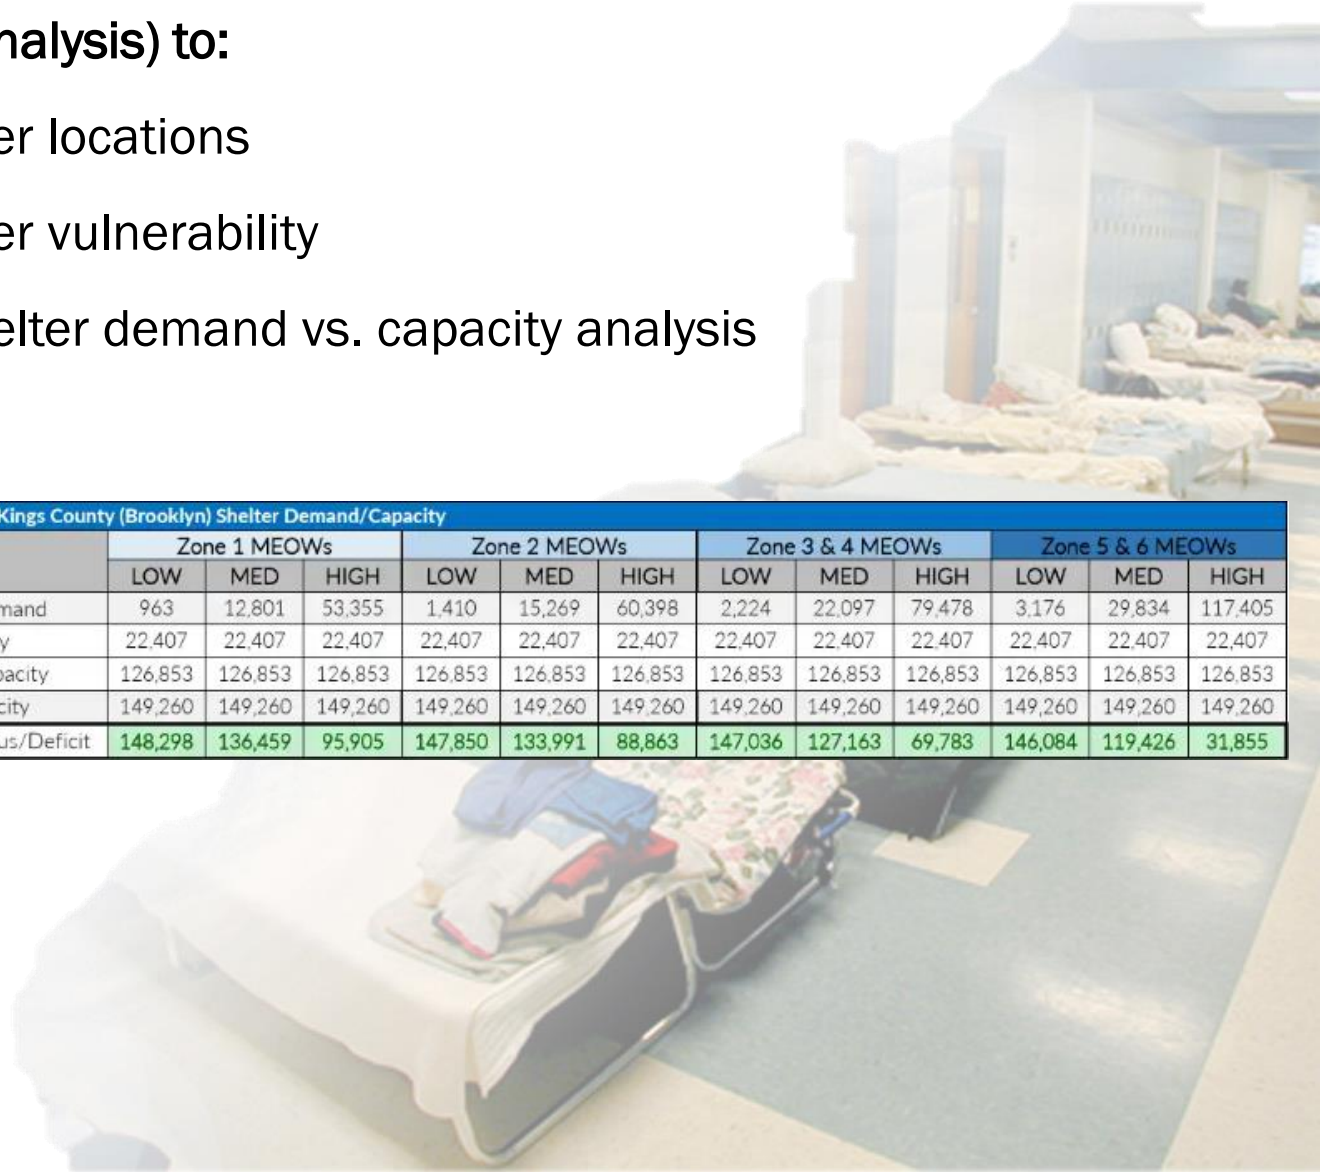 nalysis) to:
er locations
er vulnerability
elter demand vs. capacity analysis
Kings County (Brooklyn) Shelter Demand/Capacity
Zone 1 MEOWs Zone 2 MEOWs Zone 3 & 4 MEOWs Zone 5 & 6 MEOWs
LOW MED HIGH LOW MED HIGH LOW MED HIGH LOW MED HIGH
mand 963 12,801 53,355 1,410 15,269 60,398 2,224 22,097 79,478 3,176 29,834 117,405
y 22,407 22,407 22,407 22,407 22,407 22,407 22,407 22,407 22,407 22,407 22,407 22,407
pacity 126,853 126,853 126,853 126,853 126,853 126,853 126,853 126,853 126,853 126,853 126,853 126,853
city 149,260 149,260 149,260 149,260 149,260 149,260 149,260 149,260 149,260 149,260 149,260 149,260
us/Deficit 148,298 136,459 95,905 147,850 133,991 88,863 147,036 127,163 69,783 146,084 119,426 31,855